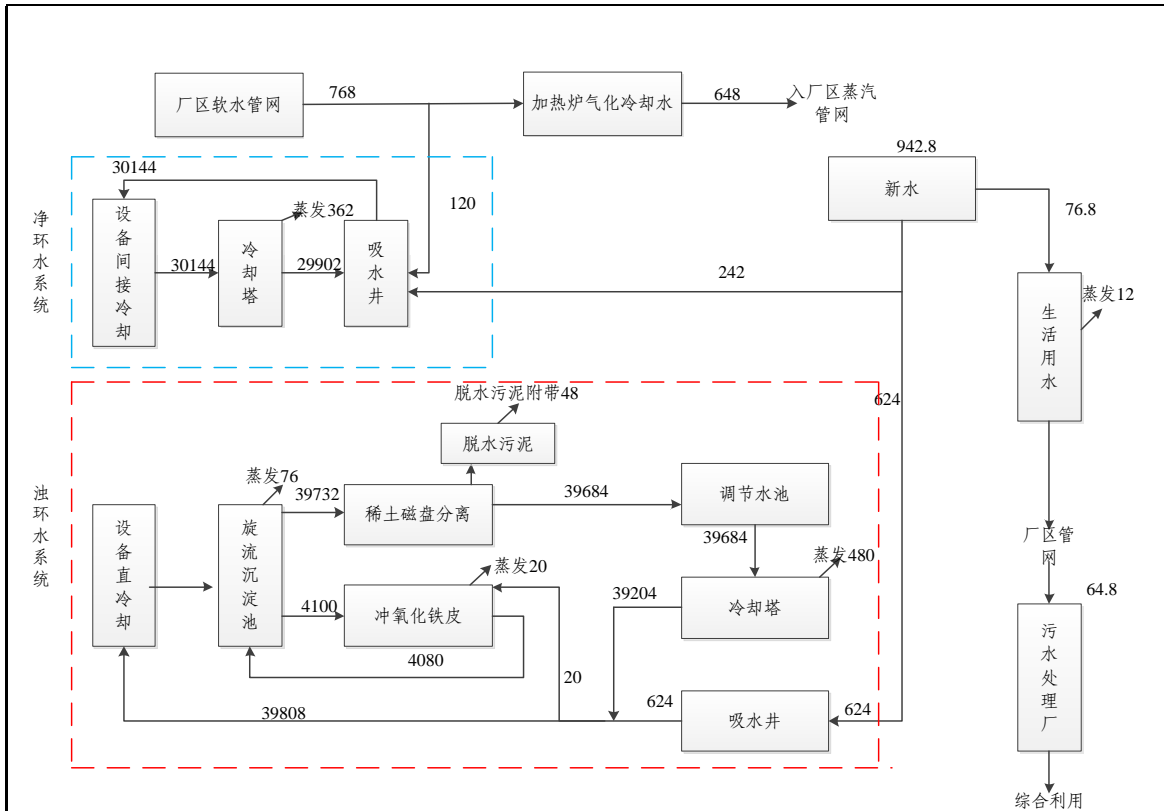 厂区软水管网
768
加热炉气化冷却水
648
入厂区蒸汽
管网
942.8
新水
76.8
30144
120
净环水系统
设备间接冷却
30144
冷却塔
蒸发362
29902
吸水井
242
生活用水
蒸发12
624
脱水污泥附带48
脱水污泥
浊环水系统
设备直冷却
旋流沉淀池
蒸发76
39732
稀土磁盘分离
39684
调节水池
39684
蒸发480
冷却塔
39204
蒸发20
4100
冲氧化铁皮
4080
20
39808
624
吸水井
624
厂区管
网
64.8
污水处理厂
综合利用